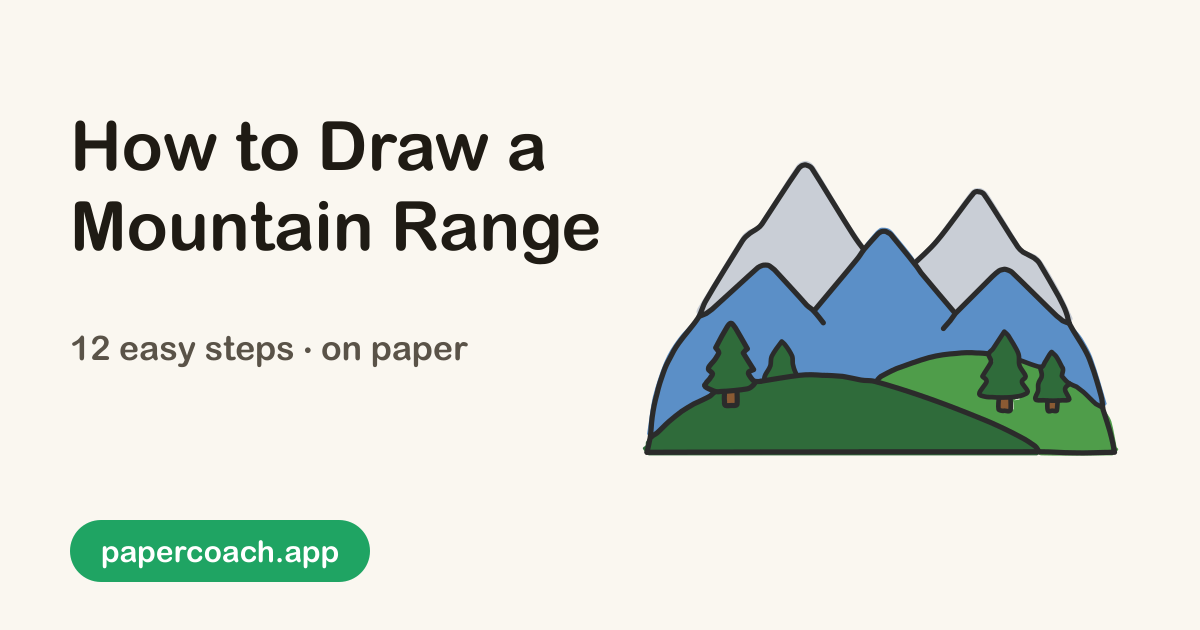 How to Draw a
Mountain Range
12 easy steps · on paper
papercoach.app